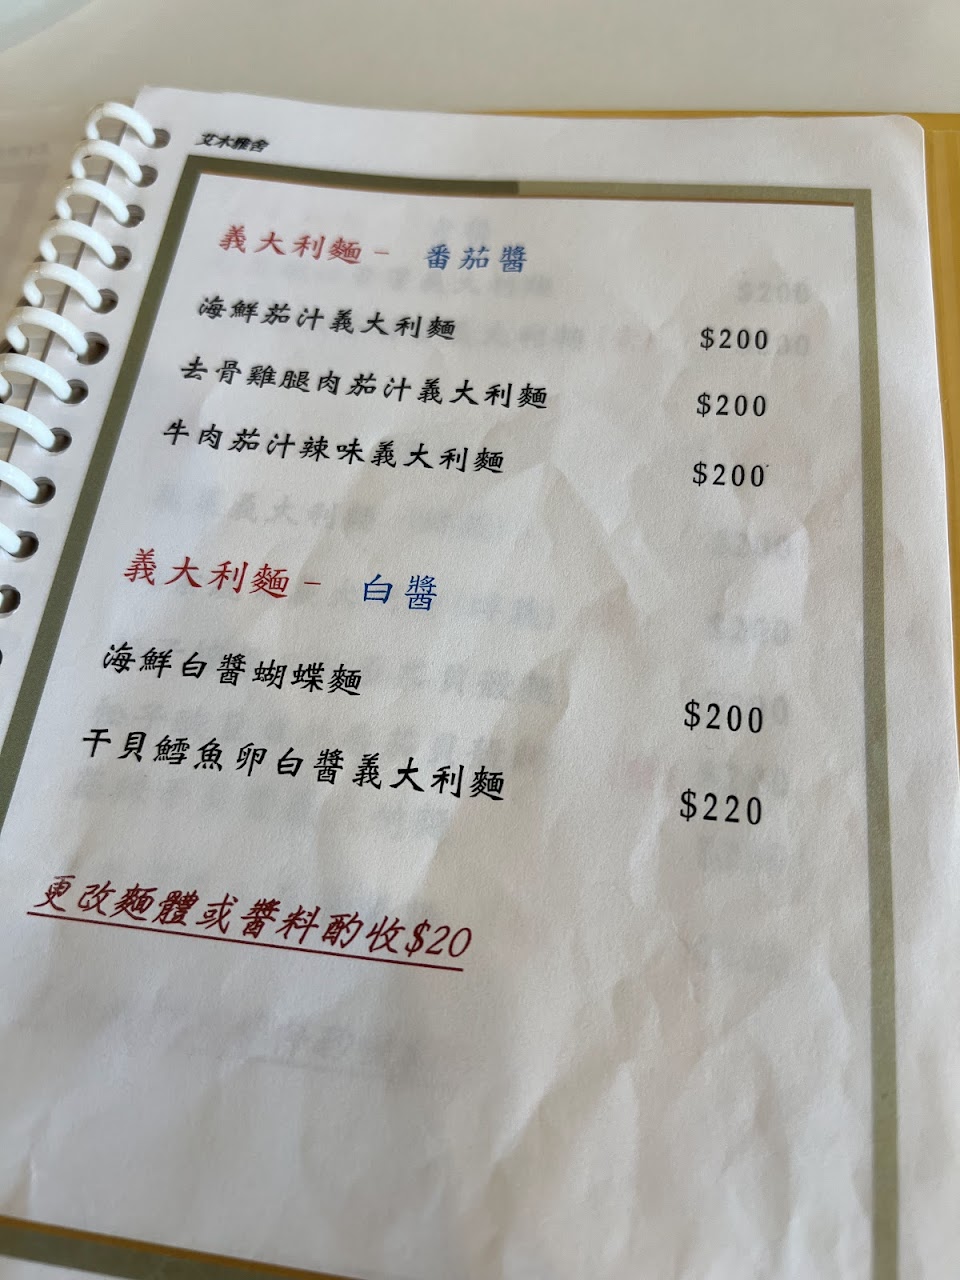 艾木雅舍
義大利麵- 番茄醬
海鮮茄汁義大利麵 $200
去骨雞腿肉茄汁義大利麵 $200
牛肉茄汁辣味義大利麵 $200
義大利麵- 白醬
海鮮白醬蝴蝶麵 $200
干貝鱈魚卵白醬義大利麵 $220
更改麵體或醬料酌收$20